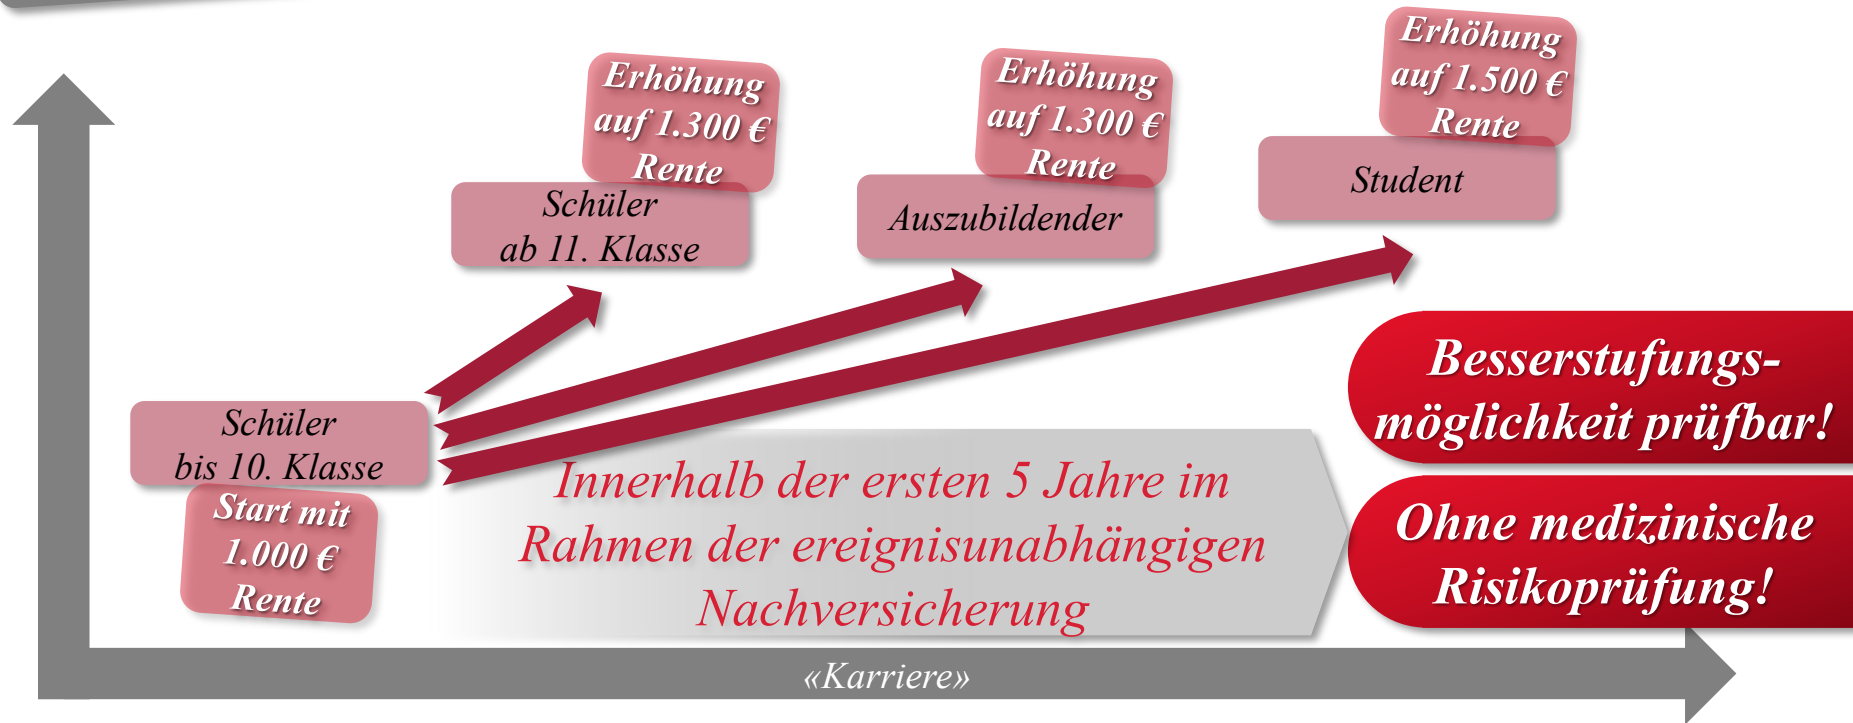 Erhöhung
auf 1.300 €
Rente
Schüler
ab 11. Klasse
Erhöhung
auf 1.300 €
Rente
Auszubildender
Erhöhung
auf 1.500 €
Rente
Student
Schüler
bis 10. Klasse
Start mit
1.000 €
Rente
Innerhalb der ersten 5 Jahre im
Rahmen der ereignisunabhängigen
Nachversicherung
Besserstufungs-
möglichkeit prüfbar!
Ohne medizinische
Risikoprüfung!
«Karriere»